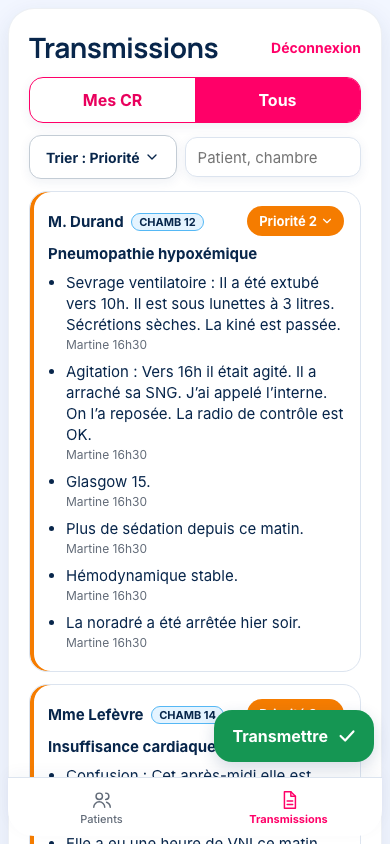 Transmissions
Déconnexion
Mes CR
Tous
Trier : Priorité
Patient, chambre
M. Durand
CHAMB 12
Priorité 2
Pneumopathie hypoxémique
• Sevrage ventilatoire : Il a été extubé
vers 10h. Il est sous lunettes à 3 litres.
Sécrétions sèches. La kiné est passée.
Martine 16h30
• Agitation : Vers 16h il était agité. Il a
arraché sa SNG. J’ai appelé l’interne.
On l’a reposée. La radio de contrôle est
OK.
Martine 16h30
• Glasgow 15.
Martine 16h30
• Plus de sédation depuis ce matin.
Martine 16h30
• Hémodynamique stable.
Martine 16h30
• La noradré a été arrêtée hier soir.
Martine 16h30
Mme Lefèvre
CHAMB 14
Insuffisance cardiaque
Transmettre
• Confusion : Cet après-midi elle est
Patients
Transmissions
Elle a eu une heure de VNI ce matin